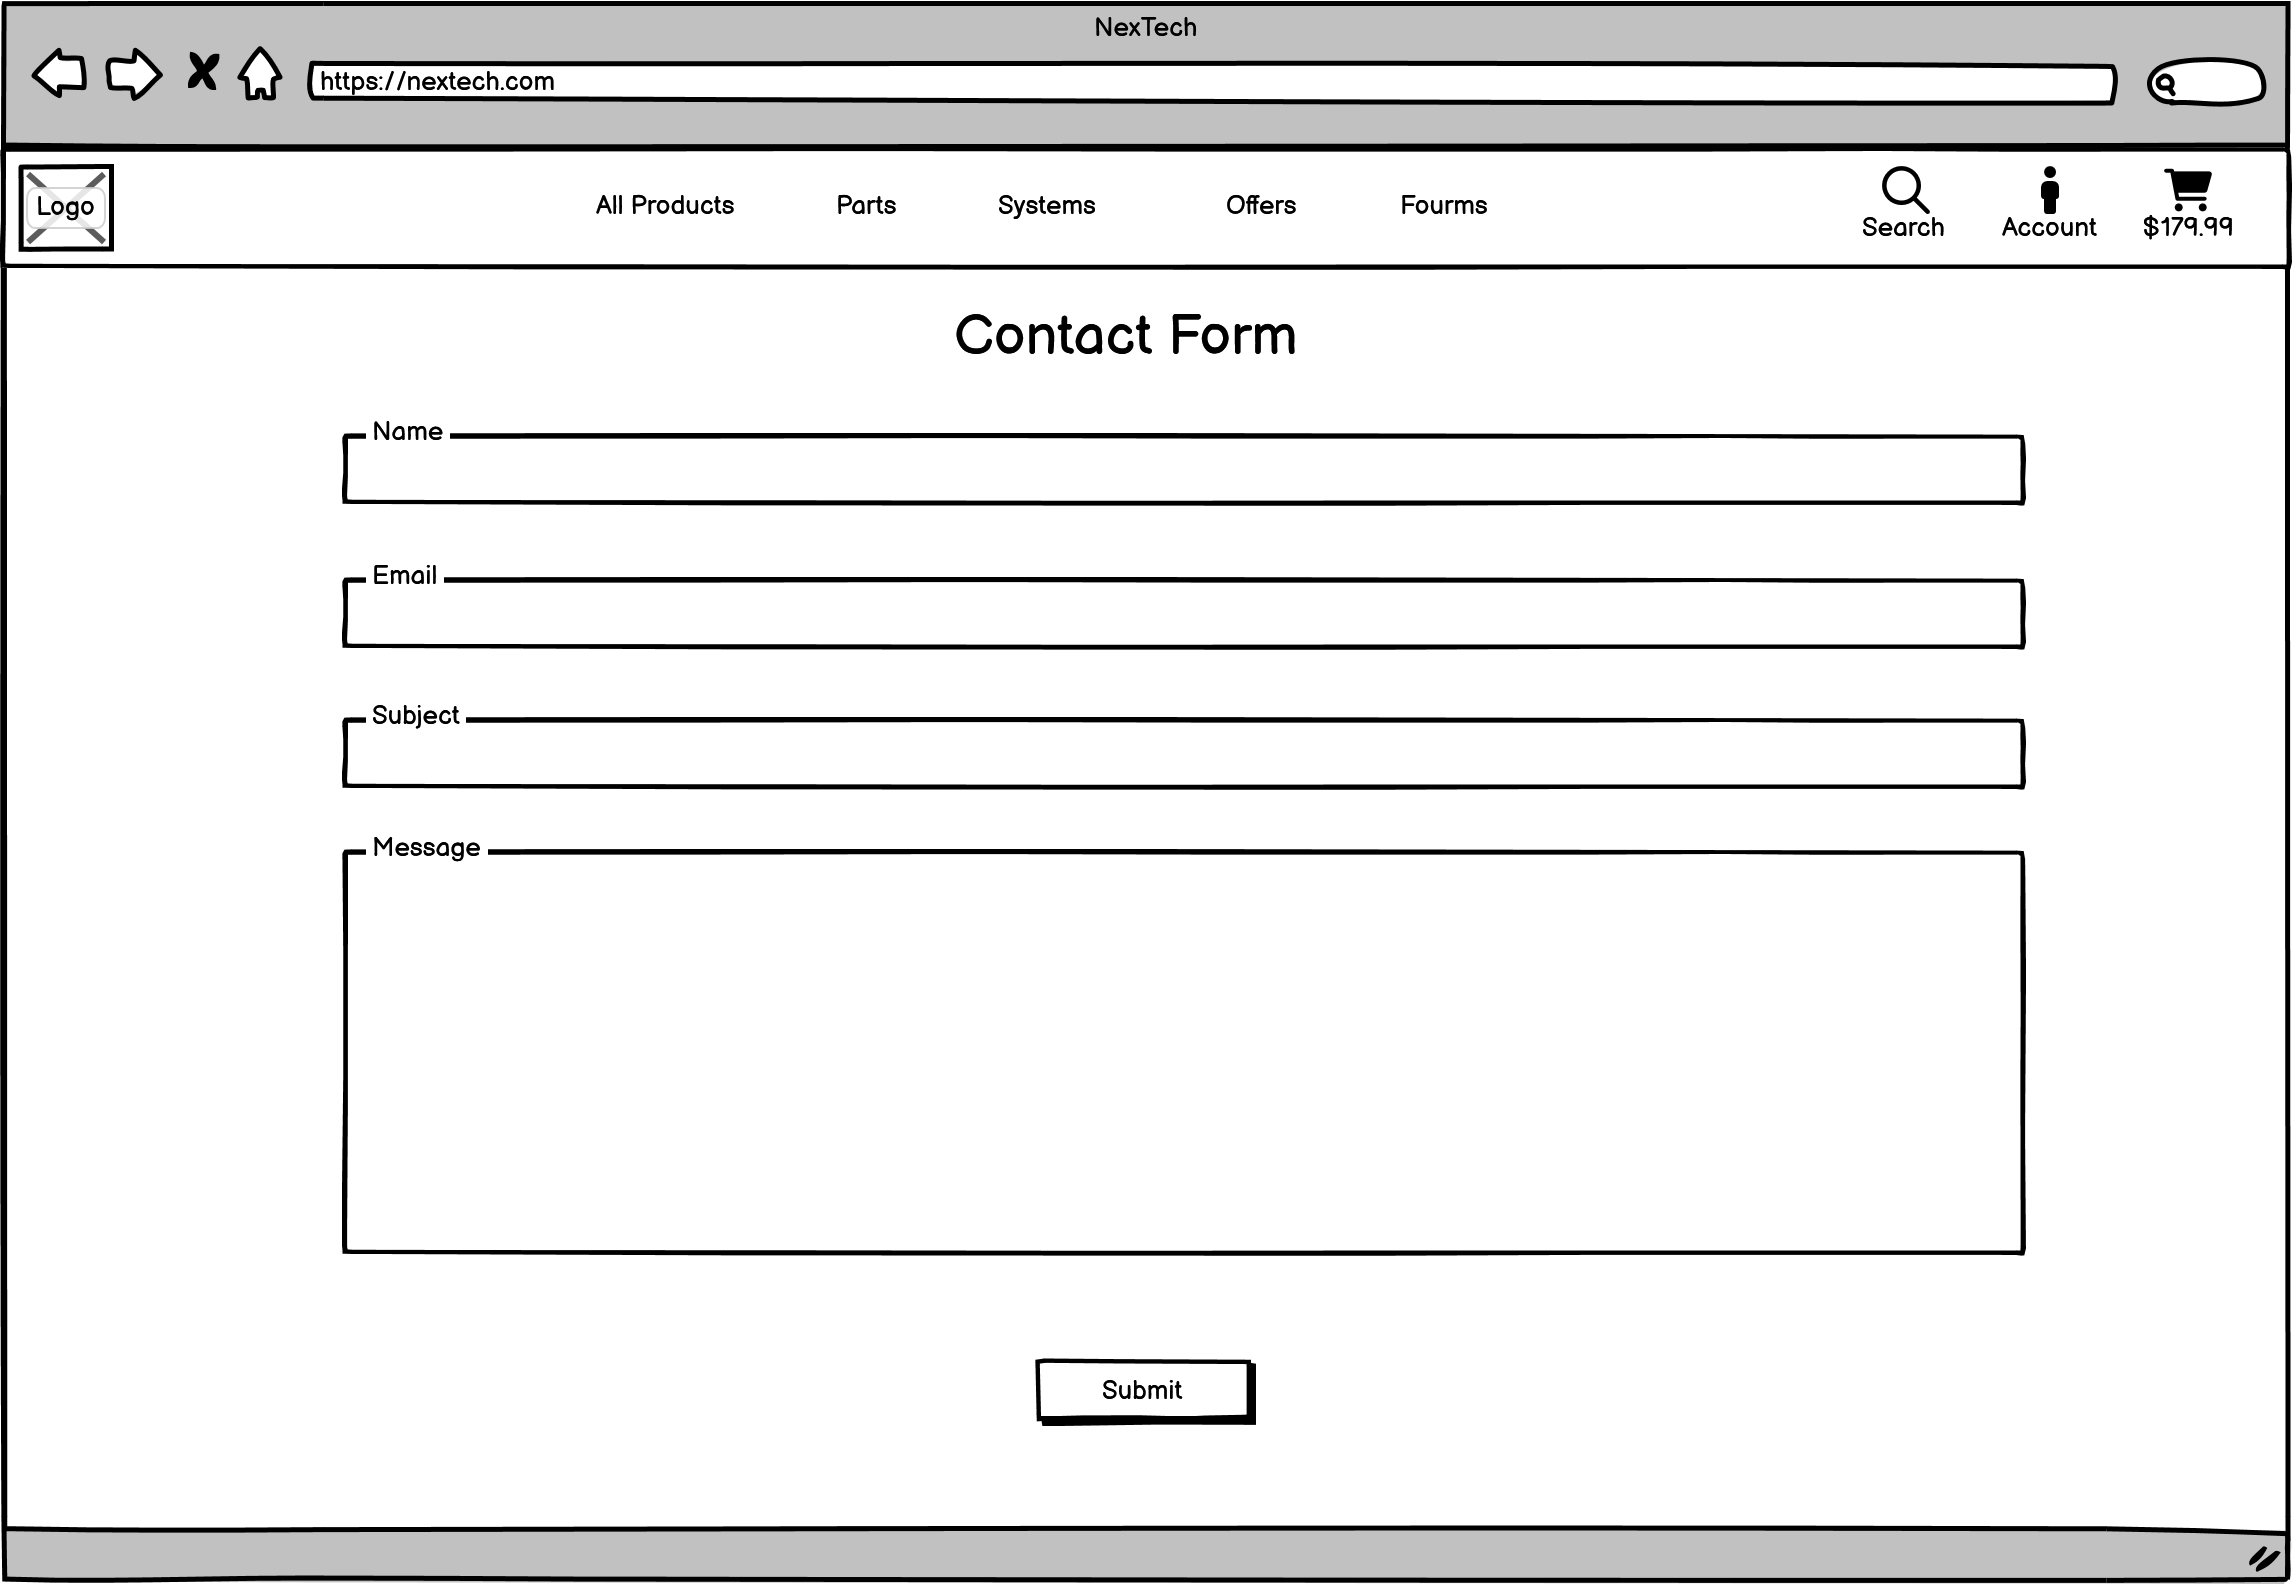 NexTech
https://nextech.com
Logo
All Products
Parts
Systems
Offers
Fourms
Search
Account
$179.99
Contact Form
Name
Email
Subject
Message
Submit